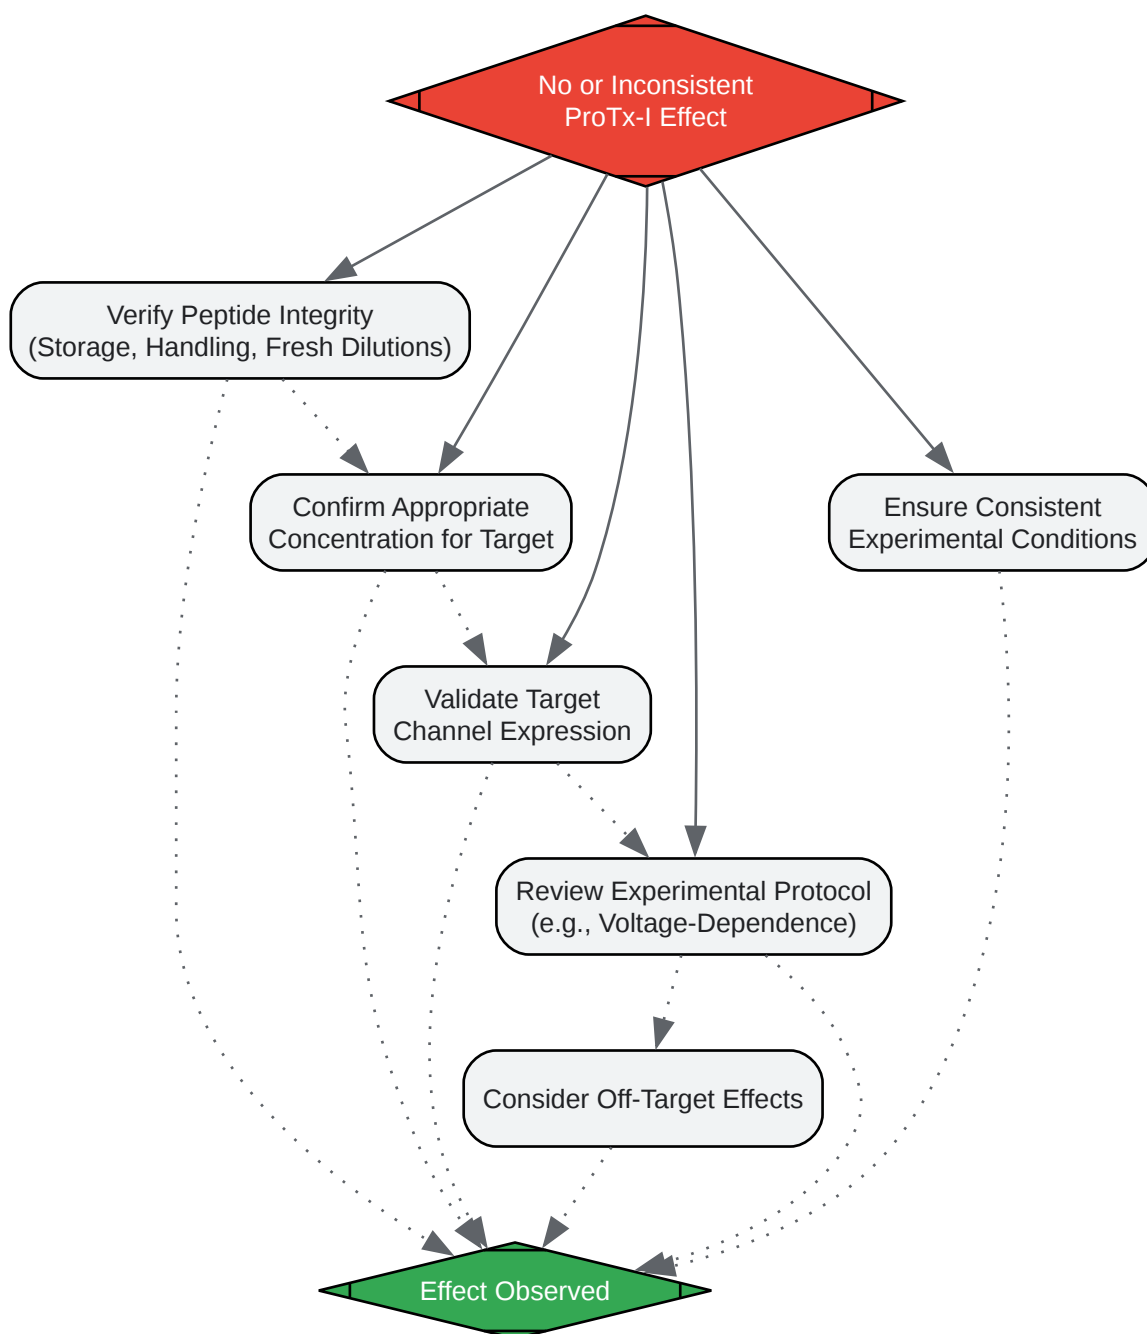 No or Inconsistent
ProTx-I Effect
Verify Peptide Integrity
(Storage, Handling, Fresh Dilutions)
Confirm Appropriate
Concentration for Target
Ensure Consistent
Experimental Conditions
Validate Target
Channel Expression
Review Experimental Protocol
(e.g., Voltage-Dependence)
Consider Off-Target Effects
Effect Observed